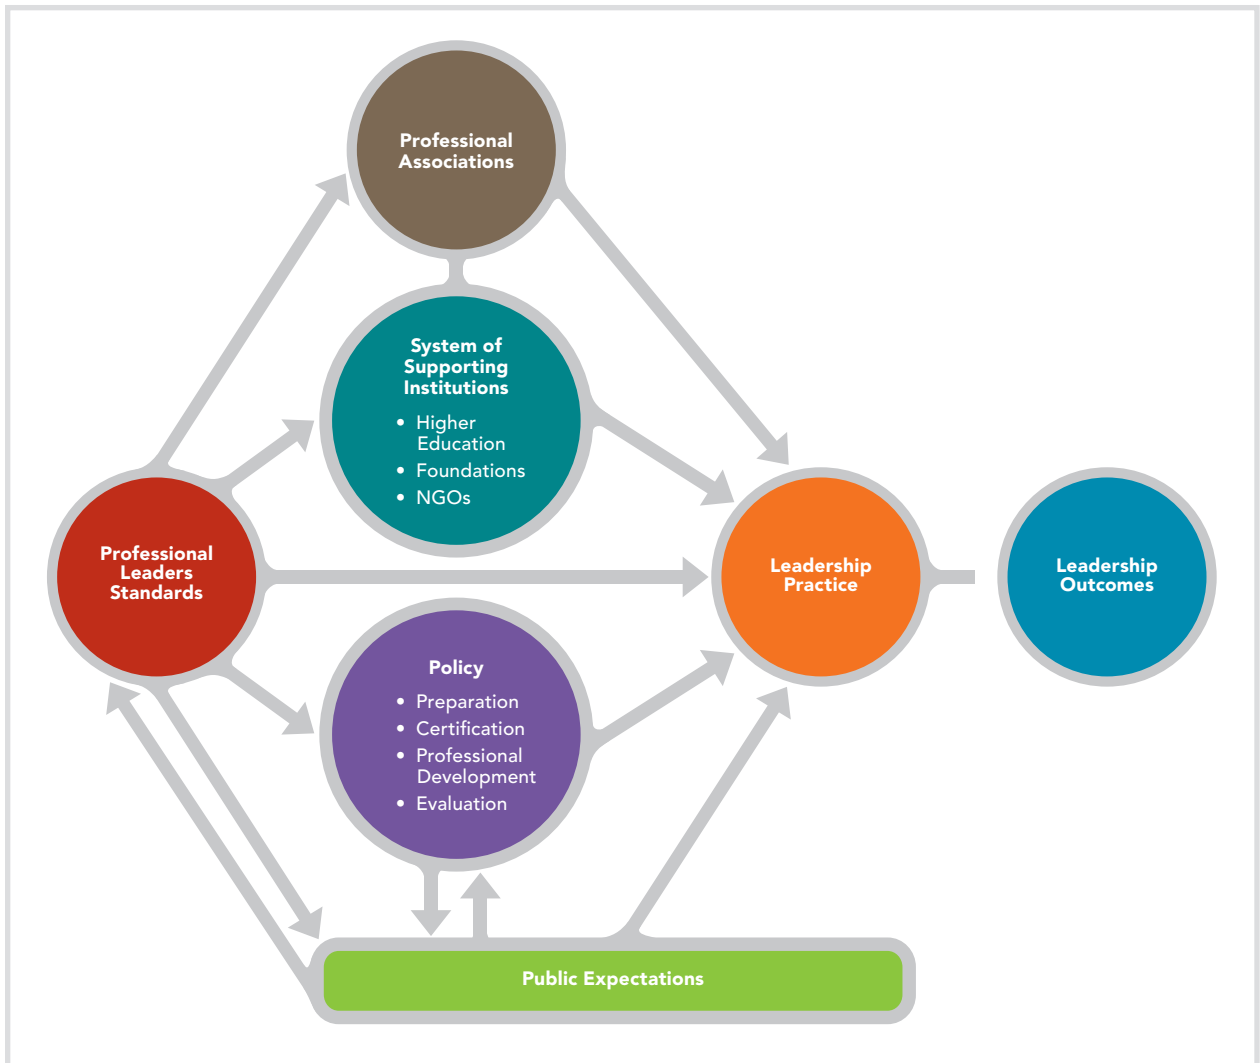 Professional
Associations
System of
Supporting
Institutions
• Higher
Education
• Foundations
• NGOs
Professional
Leaders
Standards
Leadership
Practice
Leadership
Outcomes
Policy
• Preparation
• Certification
• Professional
Development
• Evaluation
Public Expectations